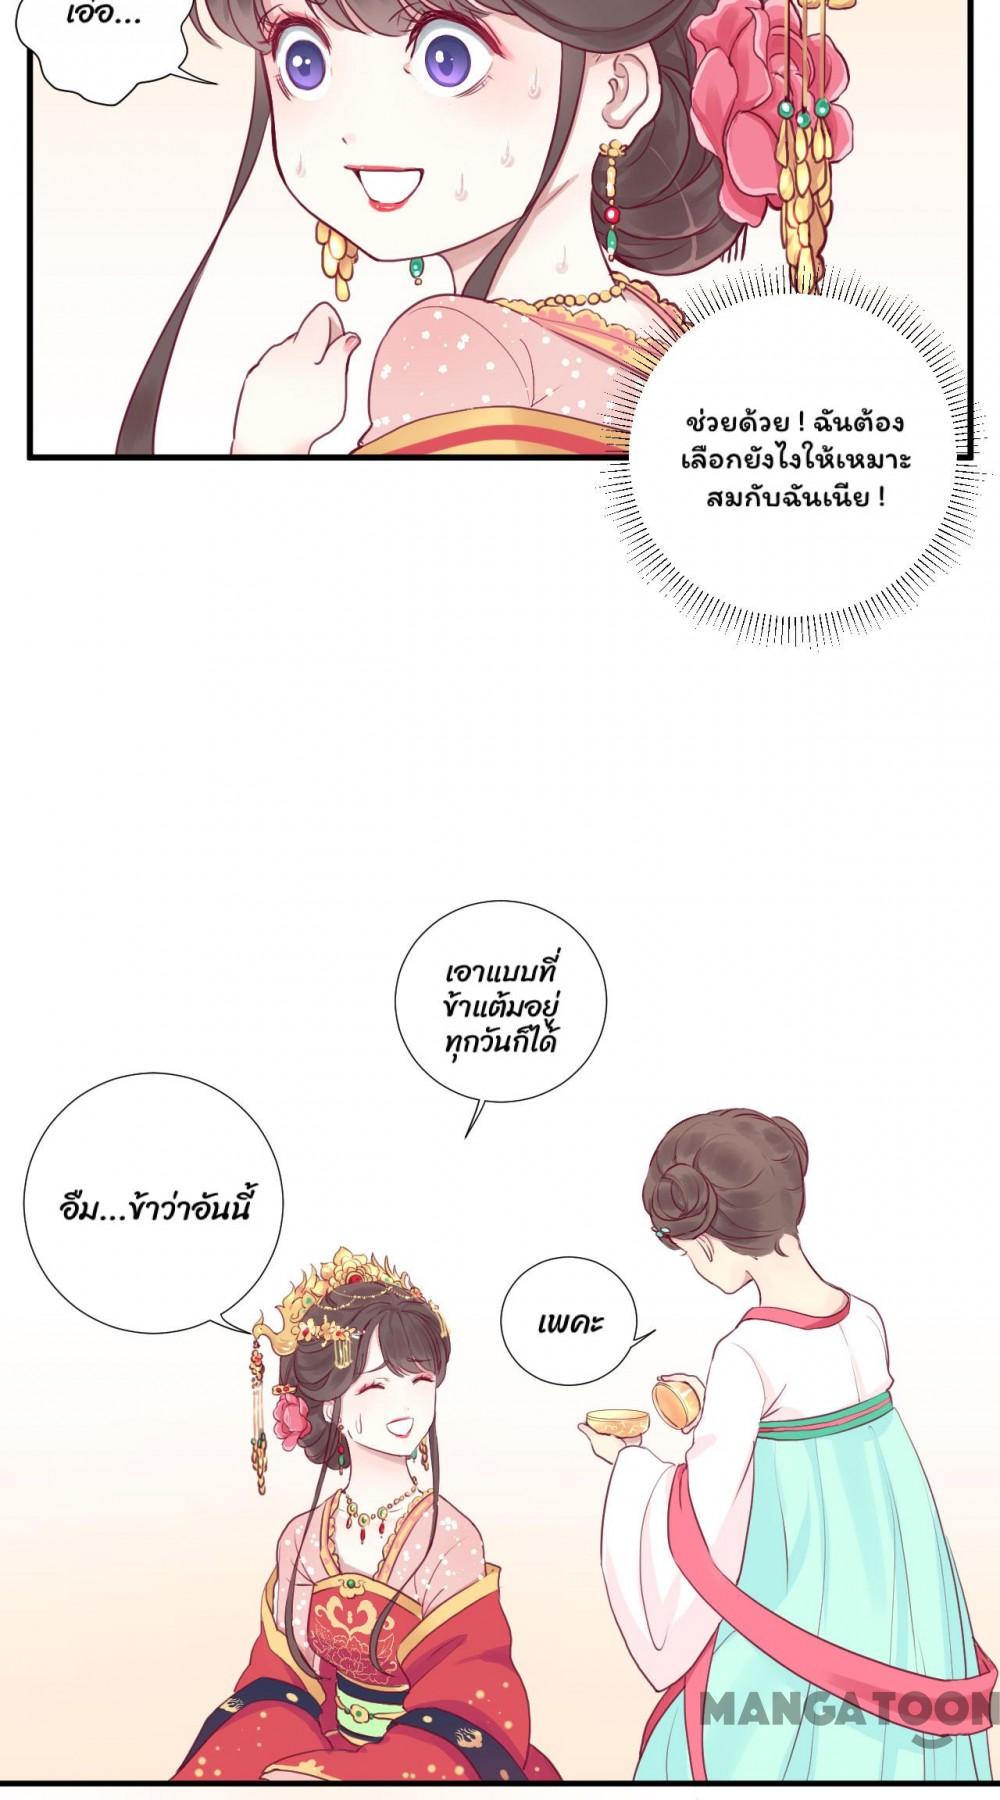 เอ่อ...
ช่วยด้วย ! ฉันต้อง
เลือกยังไงให้เหมาะ
สมกับฉันเนีย !
เอาแบบที่
ข้าแต้มอยู่
ทุกวันก็ได้
อืม...ข้าว่าอันนี้
เพคะ
MANGATOON